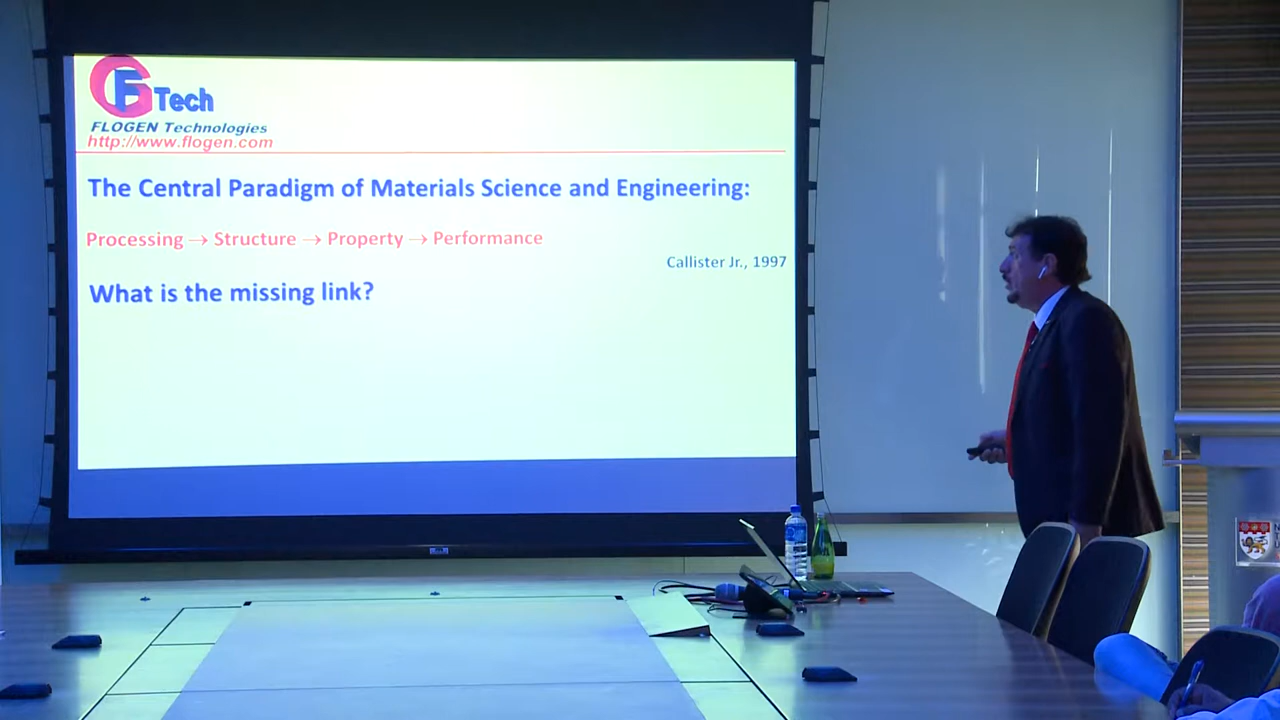 GF Tech
FLOGEN Technologies
http://www.flogen.com
The Central Paradigm of Materials Science and Engineering:
Processing → Structure → Property → Performance
Callister Jr., 1997
What is the missing link?